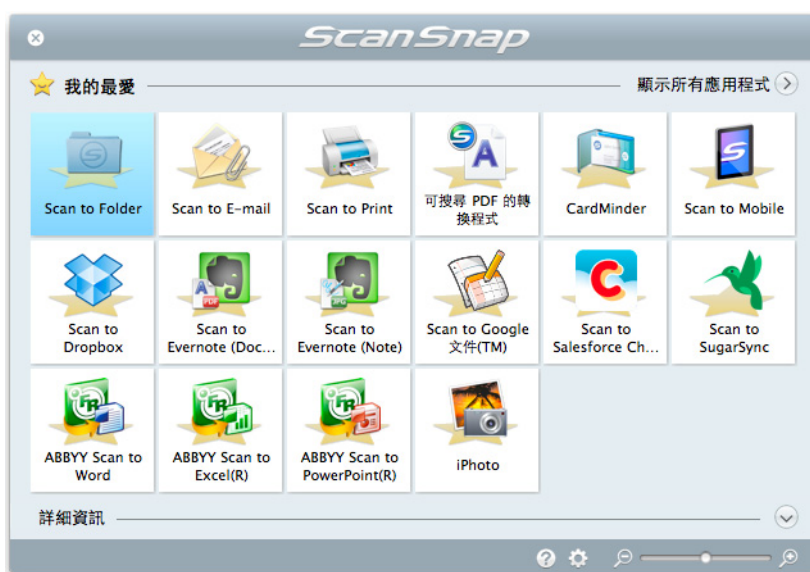 ScanSnap
我的最愛
顯示所有應用程式
Scan to Folder
Scan to E-mail
Scan to Print
可搜尋 PDF 的轉
換程式
CardMinder
Scan to Mobile
Scan to
Dropbox
Scan to
Evernote (Doc...
Scan to
Evernote (Note)
Scan to Google
文件(TM)
Scan to
Salesforce Ch...
Scan to
SugarSync
ABBYY Scan to
Word
ABBYY Scan to
Excel(R)
ABBYY Scan to
PowerPoint(R)
iPhoto
詳細資訊